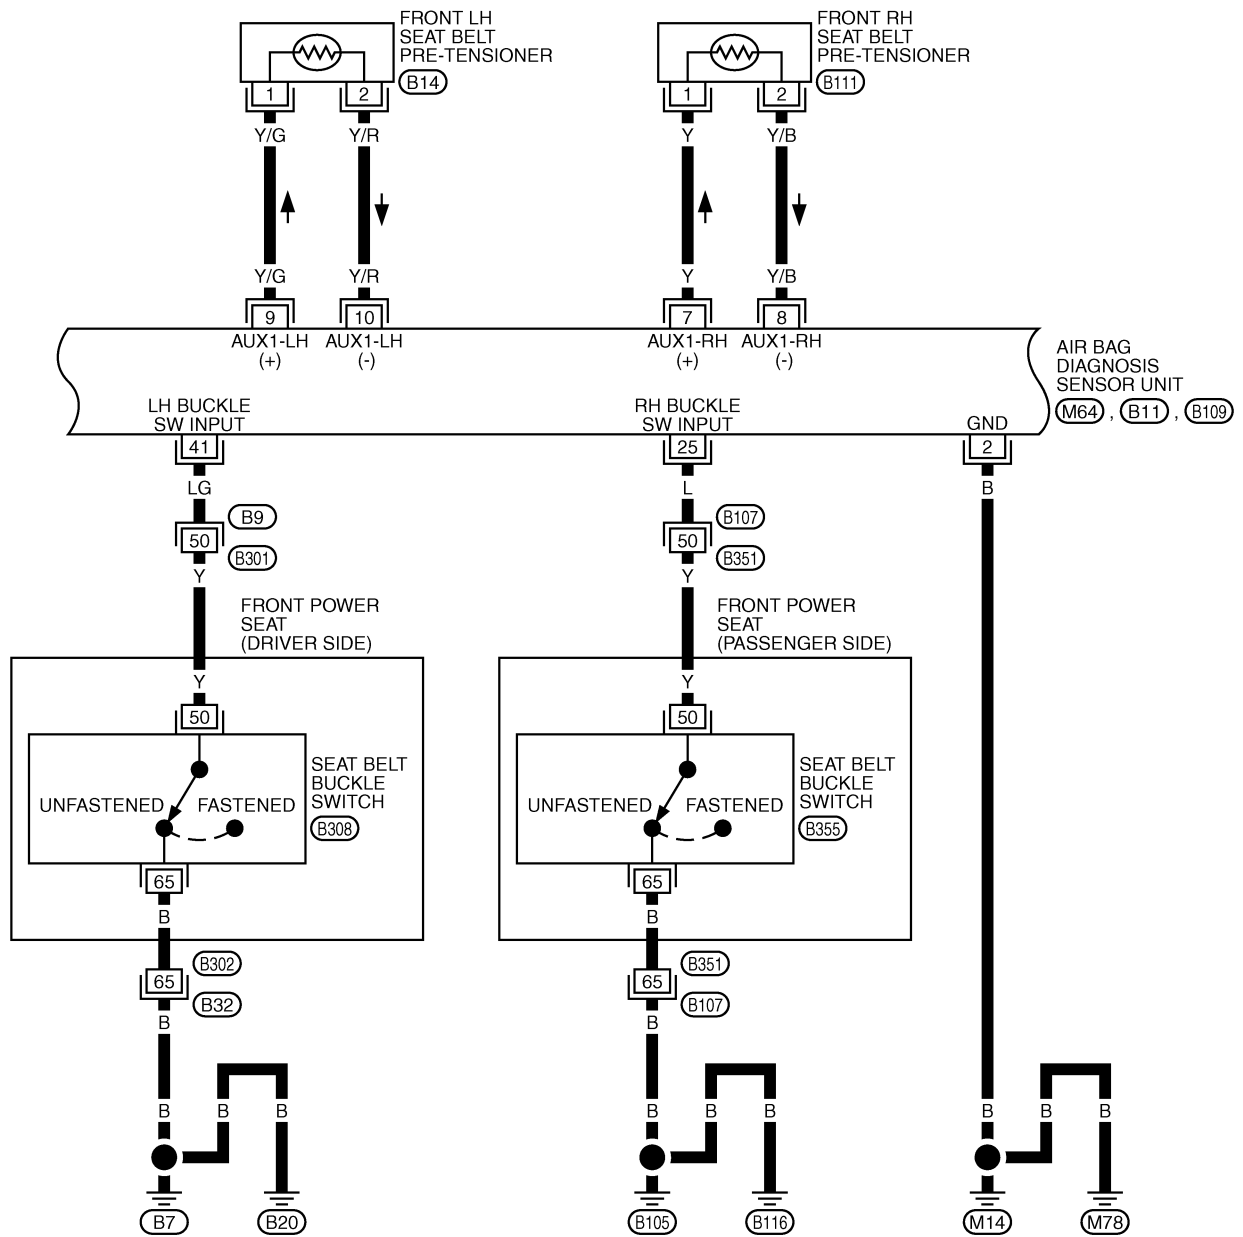 FRONT LH
SEAT BELT
PRE-TENSIONER
B14
FRONT RH
SEAT BELT
PRE-TENSIONER
B111
1 2
1 2
Y/G Y/R
Y Y/B
Y/G Y/R
Y Y/B
9 10
7 8
AUX1-LH (+)
AUX1-LH (-)
AUX1-RH (+)
AUX1-RH (-)
AIR BAG
DIAGNOSIS
SENSOR UNIT
M64 , B11 , B109
LH BUCKLE
SW INPUT
RH BUCKLE
SW INPUT
GND
41
25
2
LG
L
B
B9
50
B301
Y
B107
50
B351
Y
FRONT POWER
SEAT
(DRIVER SIDE)
FRONT POWER
SEAT
(PASSENGER SIDE)
Y
50
Y
50
SEAT BELT
BUCKLE
SWITCH
B308
UNFASTENED FASTENED
SEAT BELT
BUCKLE
SWITCH
B355
UNFASTENED FASTENED
65
B
65
B
B302
65
B32
B
B351
65
B107
B
B B B
B B B
B B B
B7 B20
B105 B116
M14 M78